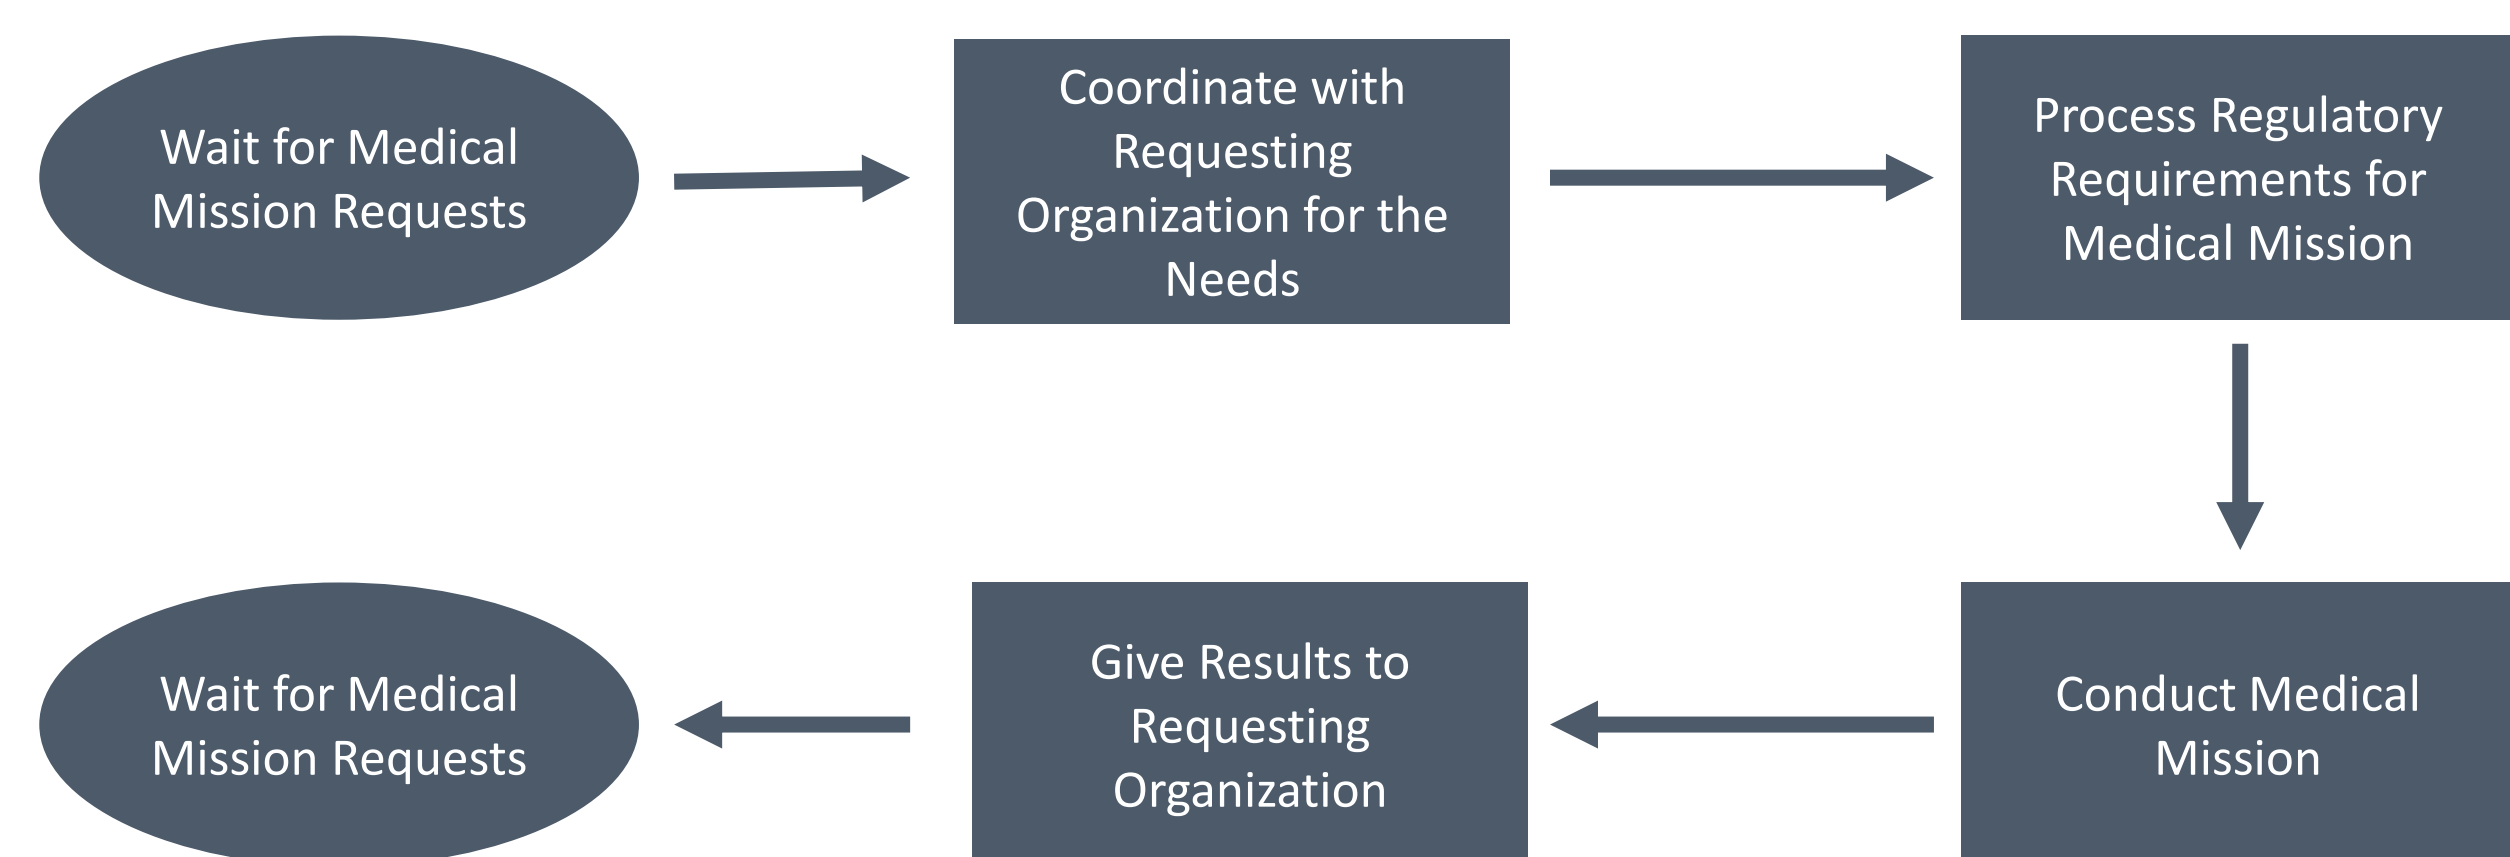 Wait for Medical
Mission Requests
Coordinate with
Requesting
Organization for the
Needs
Process Regulatory
Requirements for
Medical Mission
Conduct Medical
Mission
Give Results to
Requesting
Organization
Wait for Medical
Mission Requests